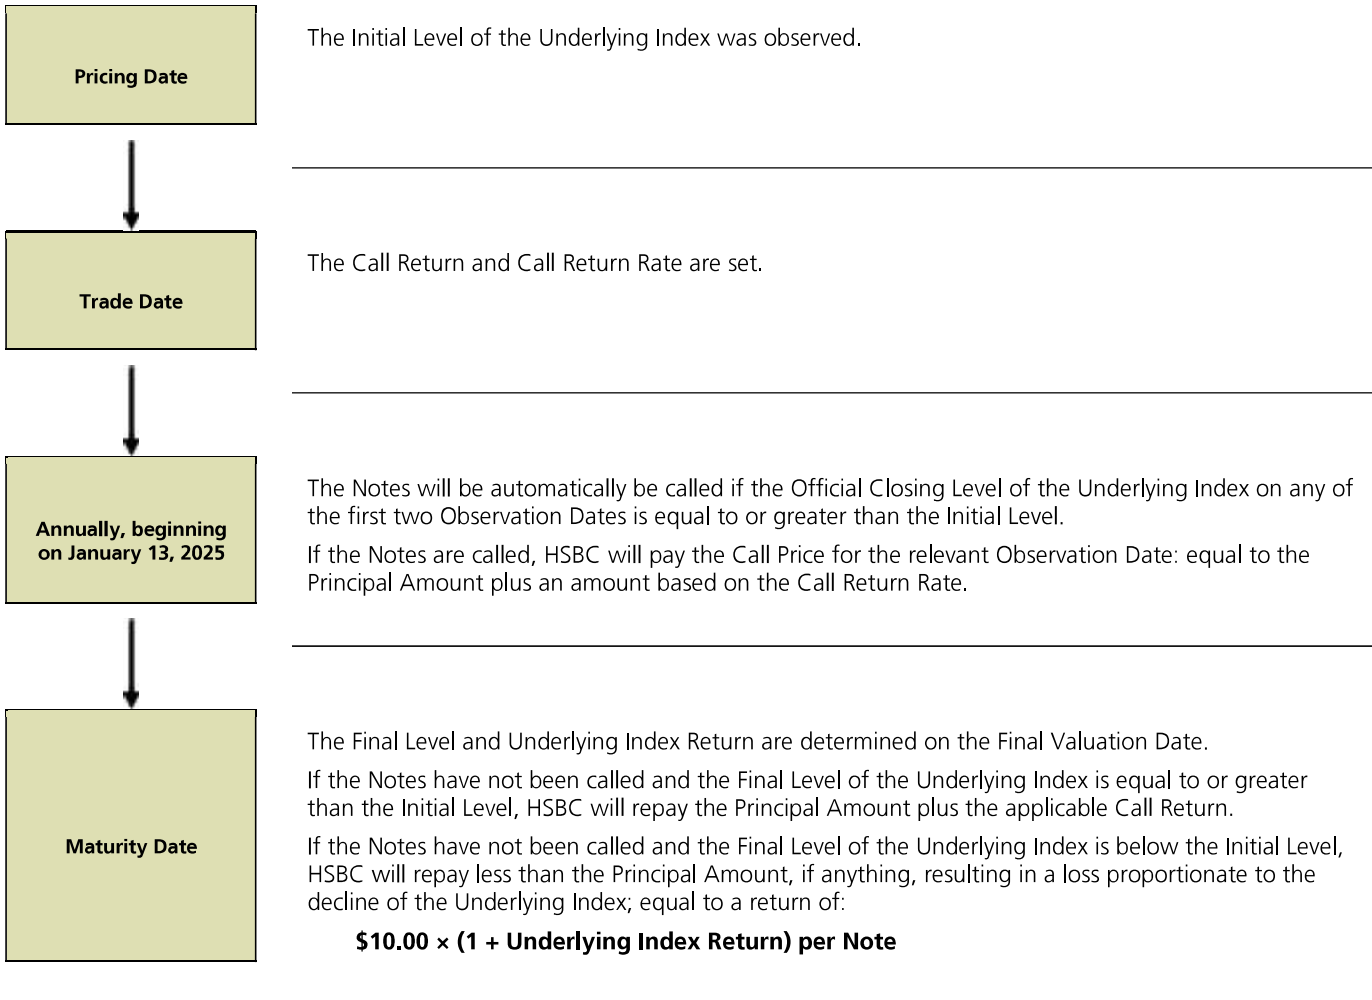 Pricing Date
The Initial Level of the Underlying Index was observed.
Trade Date
The Call Return and Call Return Rate are set.
Annually, beginning
on January 13, 2025
The Notes will be automatically be called if the Official Closing Level of the Underlying Index on any of
the first two Observation Dates is equal to or greater than the Initial Level.
If the Notes are called, HSBC will pay the Call Price for the relevant Observation Date: equal to the
Principal Amount plus an amount based on the Call Return Rate.
Maturity Date
The Final Level and Underlying Index Return are determined on the Final Valuation Date.
If the Notes have not been called and the Final Level of the Underlying Index is equal to or greater
than the Initial Level, HSBC will repay the Principal Amount plus the applicable Call Return.
If the Notes have not been called and the Final Level of the Underlying Index is below the Initial Level,
HSBC will repay less than the Principal Amount, if anything, resulting in a loss proportionate to the
decline of the Underlying Index; equal to a return of:
$10.00 × (1 + Underlying Index Return) per Note